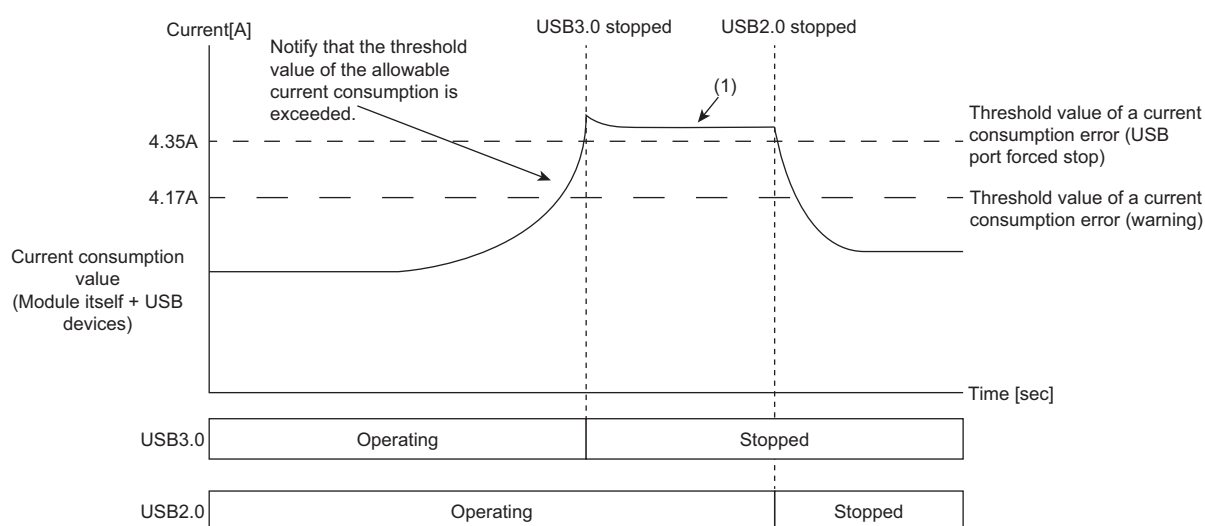 Current[A]
USB3.0 stopped
USB2.0 stopped
Notify that the threshold
value of the allowable
current consumption is
exceeded.
(1)
4.35A
Threshold value of a current
consumption error (USB
port forced stop)
4.17A
Threshold value of a current
consumption error (warning)
Current consumption
value
(Module itself + USB
devices)
Time [sec]
USB3.0
Operating
Stopped
USB2.0
Operating
Stopped